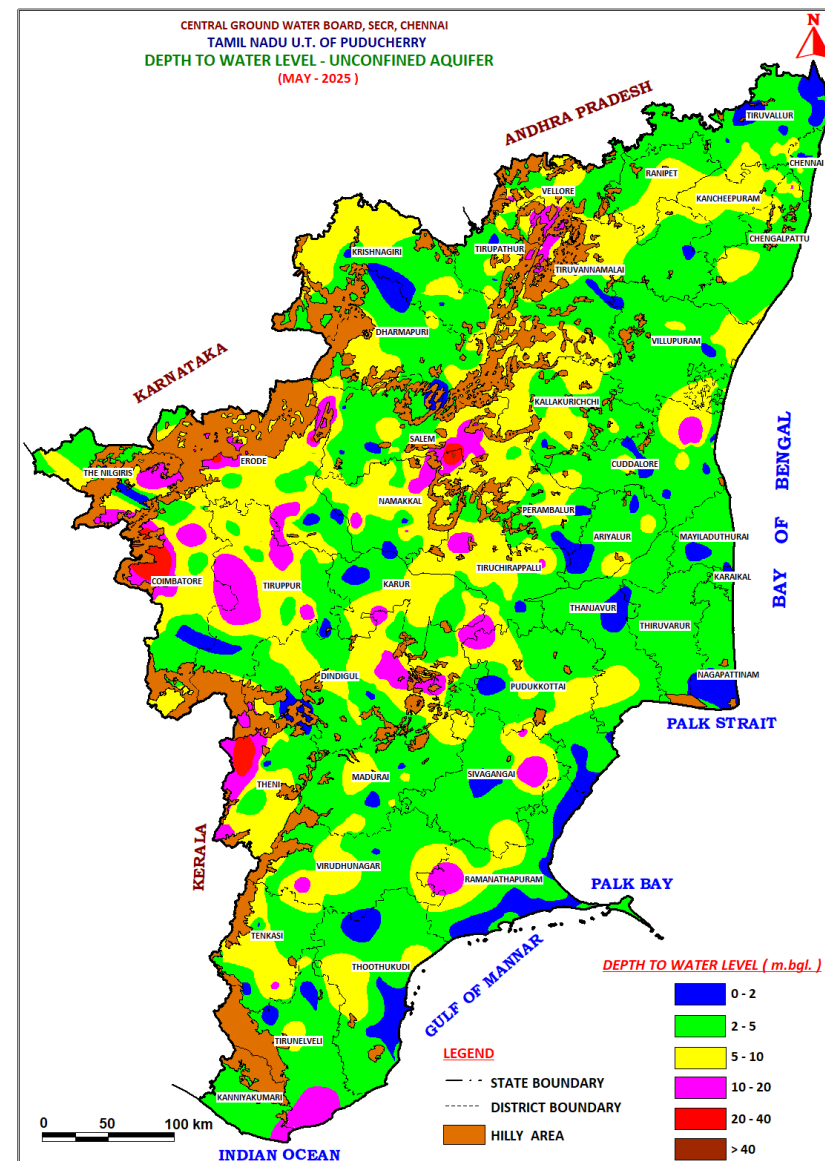 CENTRAL GROUND WATER BOARD, SECR, CHENNAI
TAMIL NADU U.T. OF PUDUCHERRY
DEPTH TO WATER LEVEL - UNCONFINED AQUIFER
(MAY - 2025 )
N
ANDHRA PRADESH
TIRUVALLUR
CHENNAI
RANIPET
VELLORE
KANCHEEPURAM
CHENGALPATTU
KRISHNAGIRI
TIRUPATHUR
TIRUVANNAMALAI
DHARMAPURI
VILLUPURAM
KARNATAKA
KALLAKURICHCHI
SALEM
ERODE
THE NILGIRIS
CUDDALORE
NAMAKKAL
PERAMBALUR
ARIYALUR
MAYILADUTHURAI
BAY OF BENGAL
TIRUCHIRAPPALLI
KARAIKAL
COIMBATORE
TIRUPPUR
KARUR
THANJAVUR
THIRUVARUR
DINDIGUL
NAGAPATTINAM
PUDUKKOTTAI
PALK STRAIT
SIVAGANGAI
MADURAI
THENI
KERALA
VIRUDHUNAGAR
RAMANATHAPURAM
PALK BAY
TENKASI
THOOTHUKUDI
GULF OF MANNAR
TIRUNELVELI
KANNIYAKUMARI
INDIAN OCEAN
0 50 100 km
LEGEND
STATE BOUNDARY
DISTRICT BOUNDARY
HILLY AREA
DEPTH TO WATER LEVEL ( m.bgl. )
0 - 2
2 - 5
5 - 10
10 - 20
20 - 40
> 40